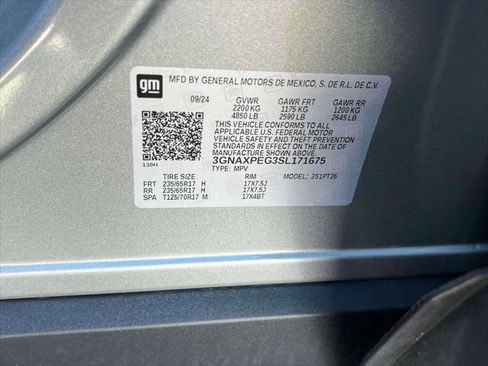 gm
MFD BY GENERAL MOTORS DE MEXICO, S. DE R.L. DE C.V.
09/24 GVWR GAWR FRT GAWR RR
2200 KG 1175 KG 1200 KG
4850 LB 2590 LB 2645 LB
THIS VEHICLE CONFORMS TO ALL
APPLICABLE U.S. FEDERAL MOTOR
VEHICLE SAFETY AND THEFT PREVENTION
STANDARDS IN EFFECT ON THE DATE OF
MANUFACTURE SHOWN ABOVE.
3GNAXPEG3SL171675
TYPE: MPV
130H
TIRE SIZE RIM MODEL: 351PT26
FRT 235/65R17 H 17X7.5J
RR 235/65R17 H 17X7.5J
SPA T125/70R17 M 17X4BT